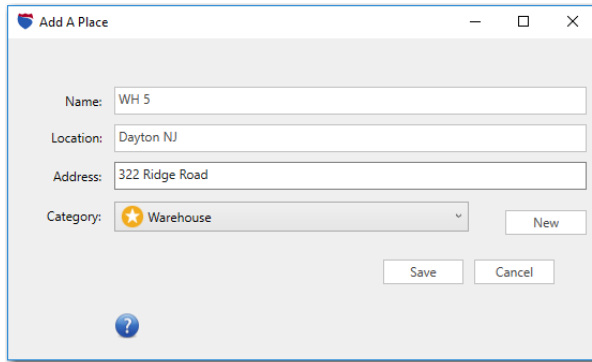 Add A Place
Name: WH 5
Location: Dayton NJ
Address: 322 Ridge Road
Category: Warehouse New
Save Cancel
?